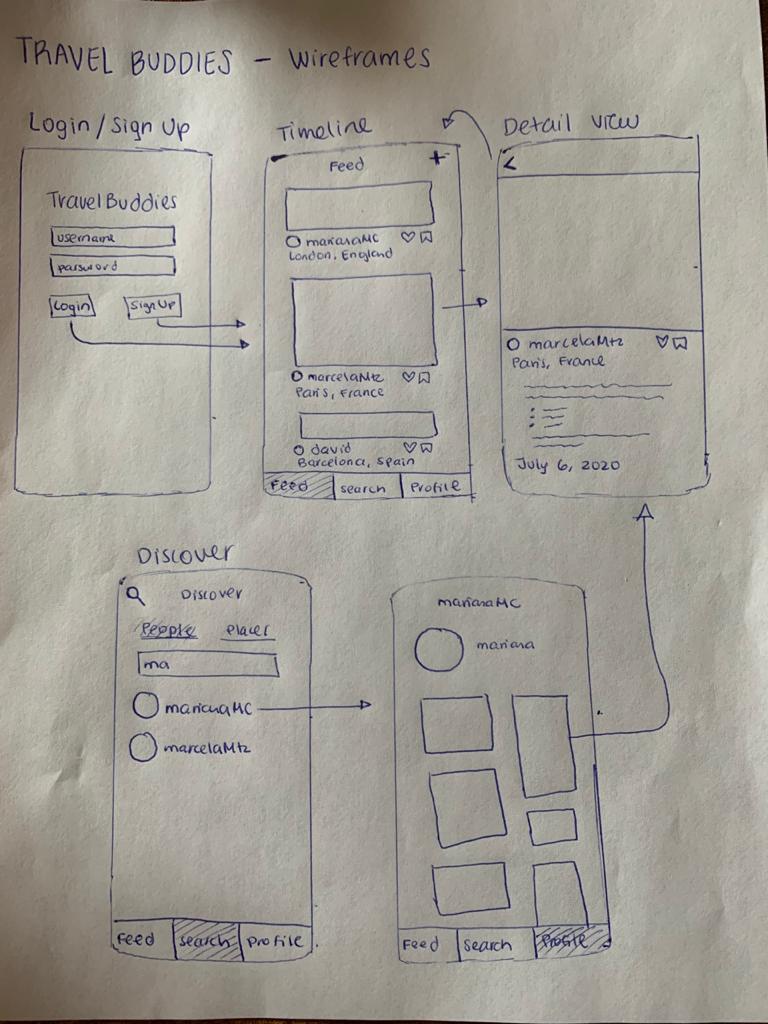 TRAVEL BUDDIES - Wireframes
Login/Sign Up
Travel Buddies
username
password
Login
Sign Up
Timeline
Feed
+
marianaMC
London, England
marcelaMtz
Paris, France
david
Barcelona, Spain
Feed
search
Profile
Detail view
<
marcelaMtz
Paris, France
July 6, 2020
Discover
Discover
People
Places
ma
marianaMC
marcelaMtz
Feed
search
profile
marianaMC
mariana
Feed
Search
Profile